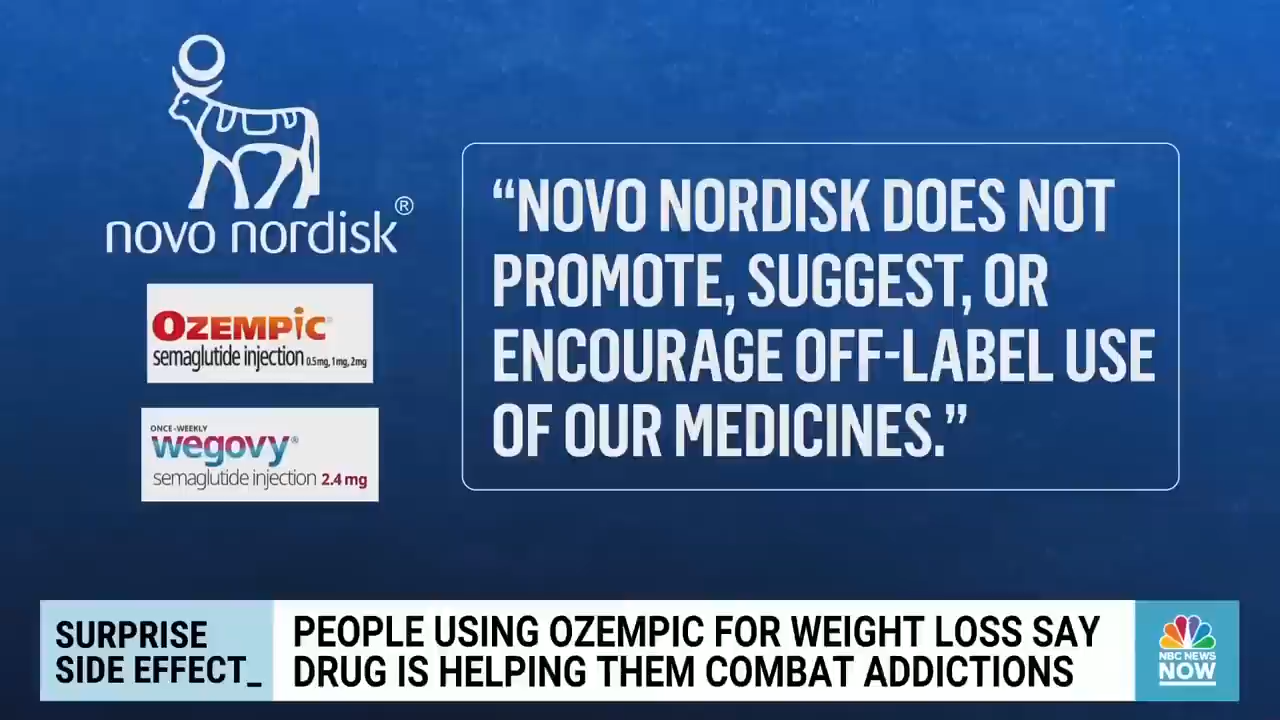 novo nordisk®
OZEMPIC®
semaglutide injection 0.5mg, 1mg, 2mg
ONCE-WEEKLY
wegovy®
semaglutide injection 2.4 mg
“NOVO NORDISK DOES NOT
PROMOTE, SUGGEST, OR
ENCOURAGE OFF-LABEL USE
OF OUR MEDICINES.”
SURPRISE
SIDE EFFECT_
PEOPLE USING OZEMPIC FOR WEIGHT LOSS SAY
DRUG IS HELPING THEM COMBAT ADDICTIONS
NBC NEWS
NOW